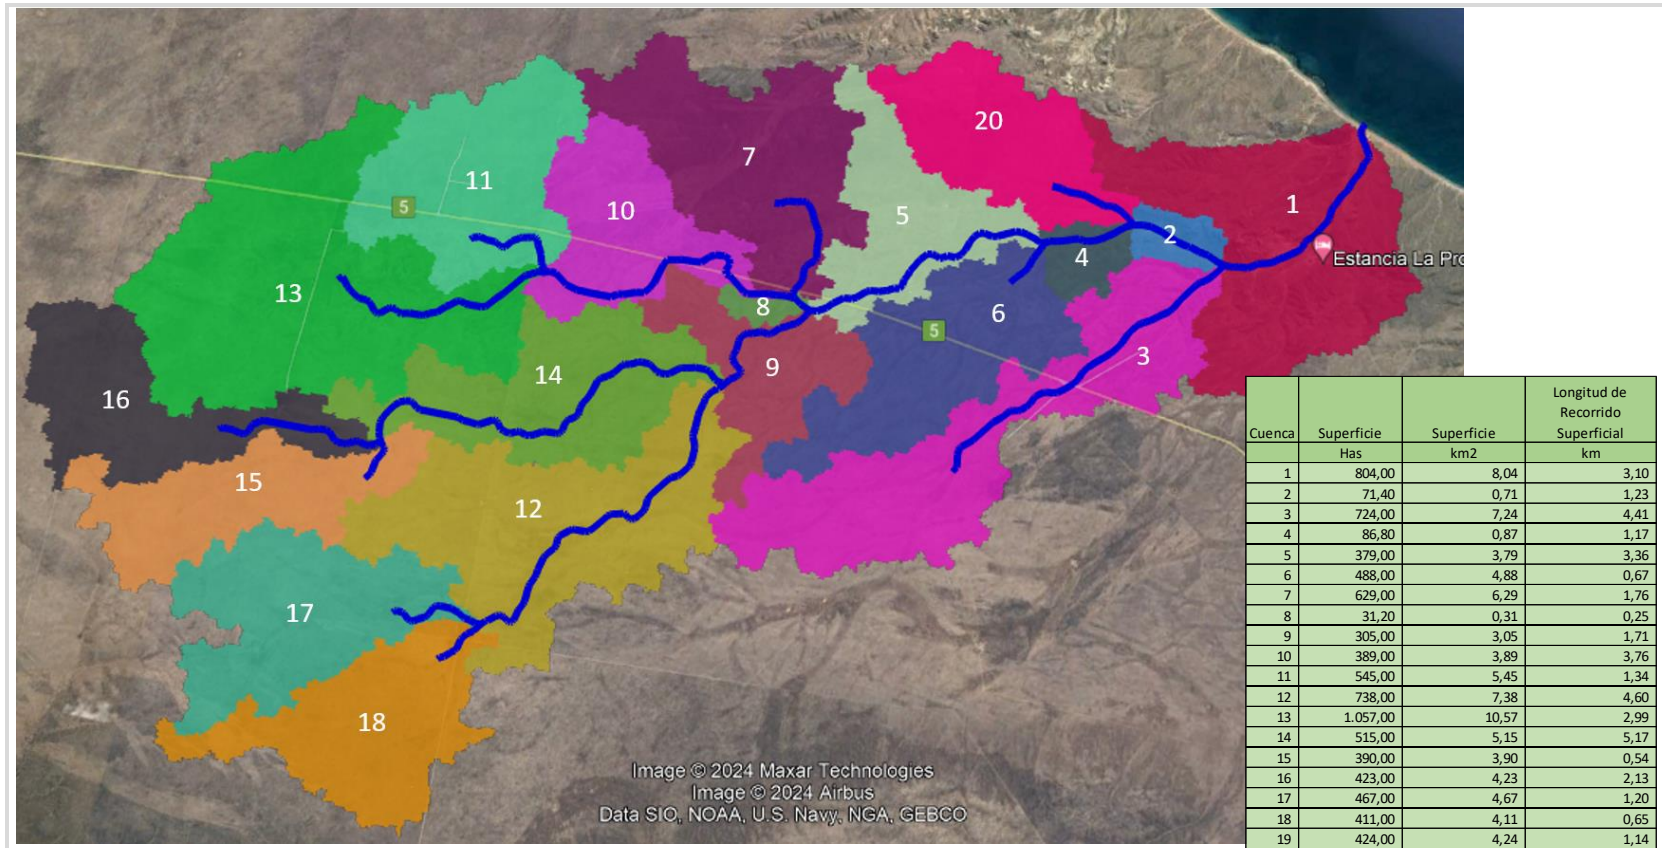 20
7
1
11
5
10
5
2
4
Estancia La Pro
13
8
6
5
3
9
14
16
15
12
17
18
Image © 2024 Maxar Technologies
Image © 2024 Airbus
Data SIO, NOAA, U.S. Navy, NGA, GEBCO
Cuenca Superficie Superficie Longitud de Recorrido Superficial
Has km2 km
1 804,00 8,04 3,10
2 71,40 0,71 1,23
3 724,00 7,24 4,41
4 86,80 0,87 1,17
5 379,00 3,79 3,36
6 488,00 4,88 0,67
7 629,00 6,29 1,76
8 31,20 0,31 0,25
9 305,00 3,05 1,71
10 389,00 3,89 3,76
11 545,00 5,45 1,34
12 738,00 7,38 4,60
13 1.057,00 10,57 2,99
14 515,00 5,15 5,17
15 390,00 3,90 0,54
16 423,00 4,23 2,13
17 467,00 4,67 1,20
18 411,00 4,11 0,65
19 424,00 4,24 1,14